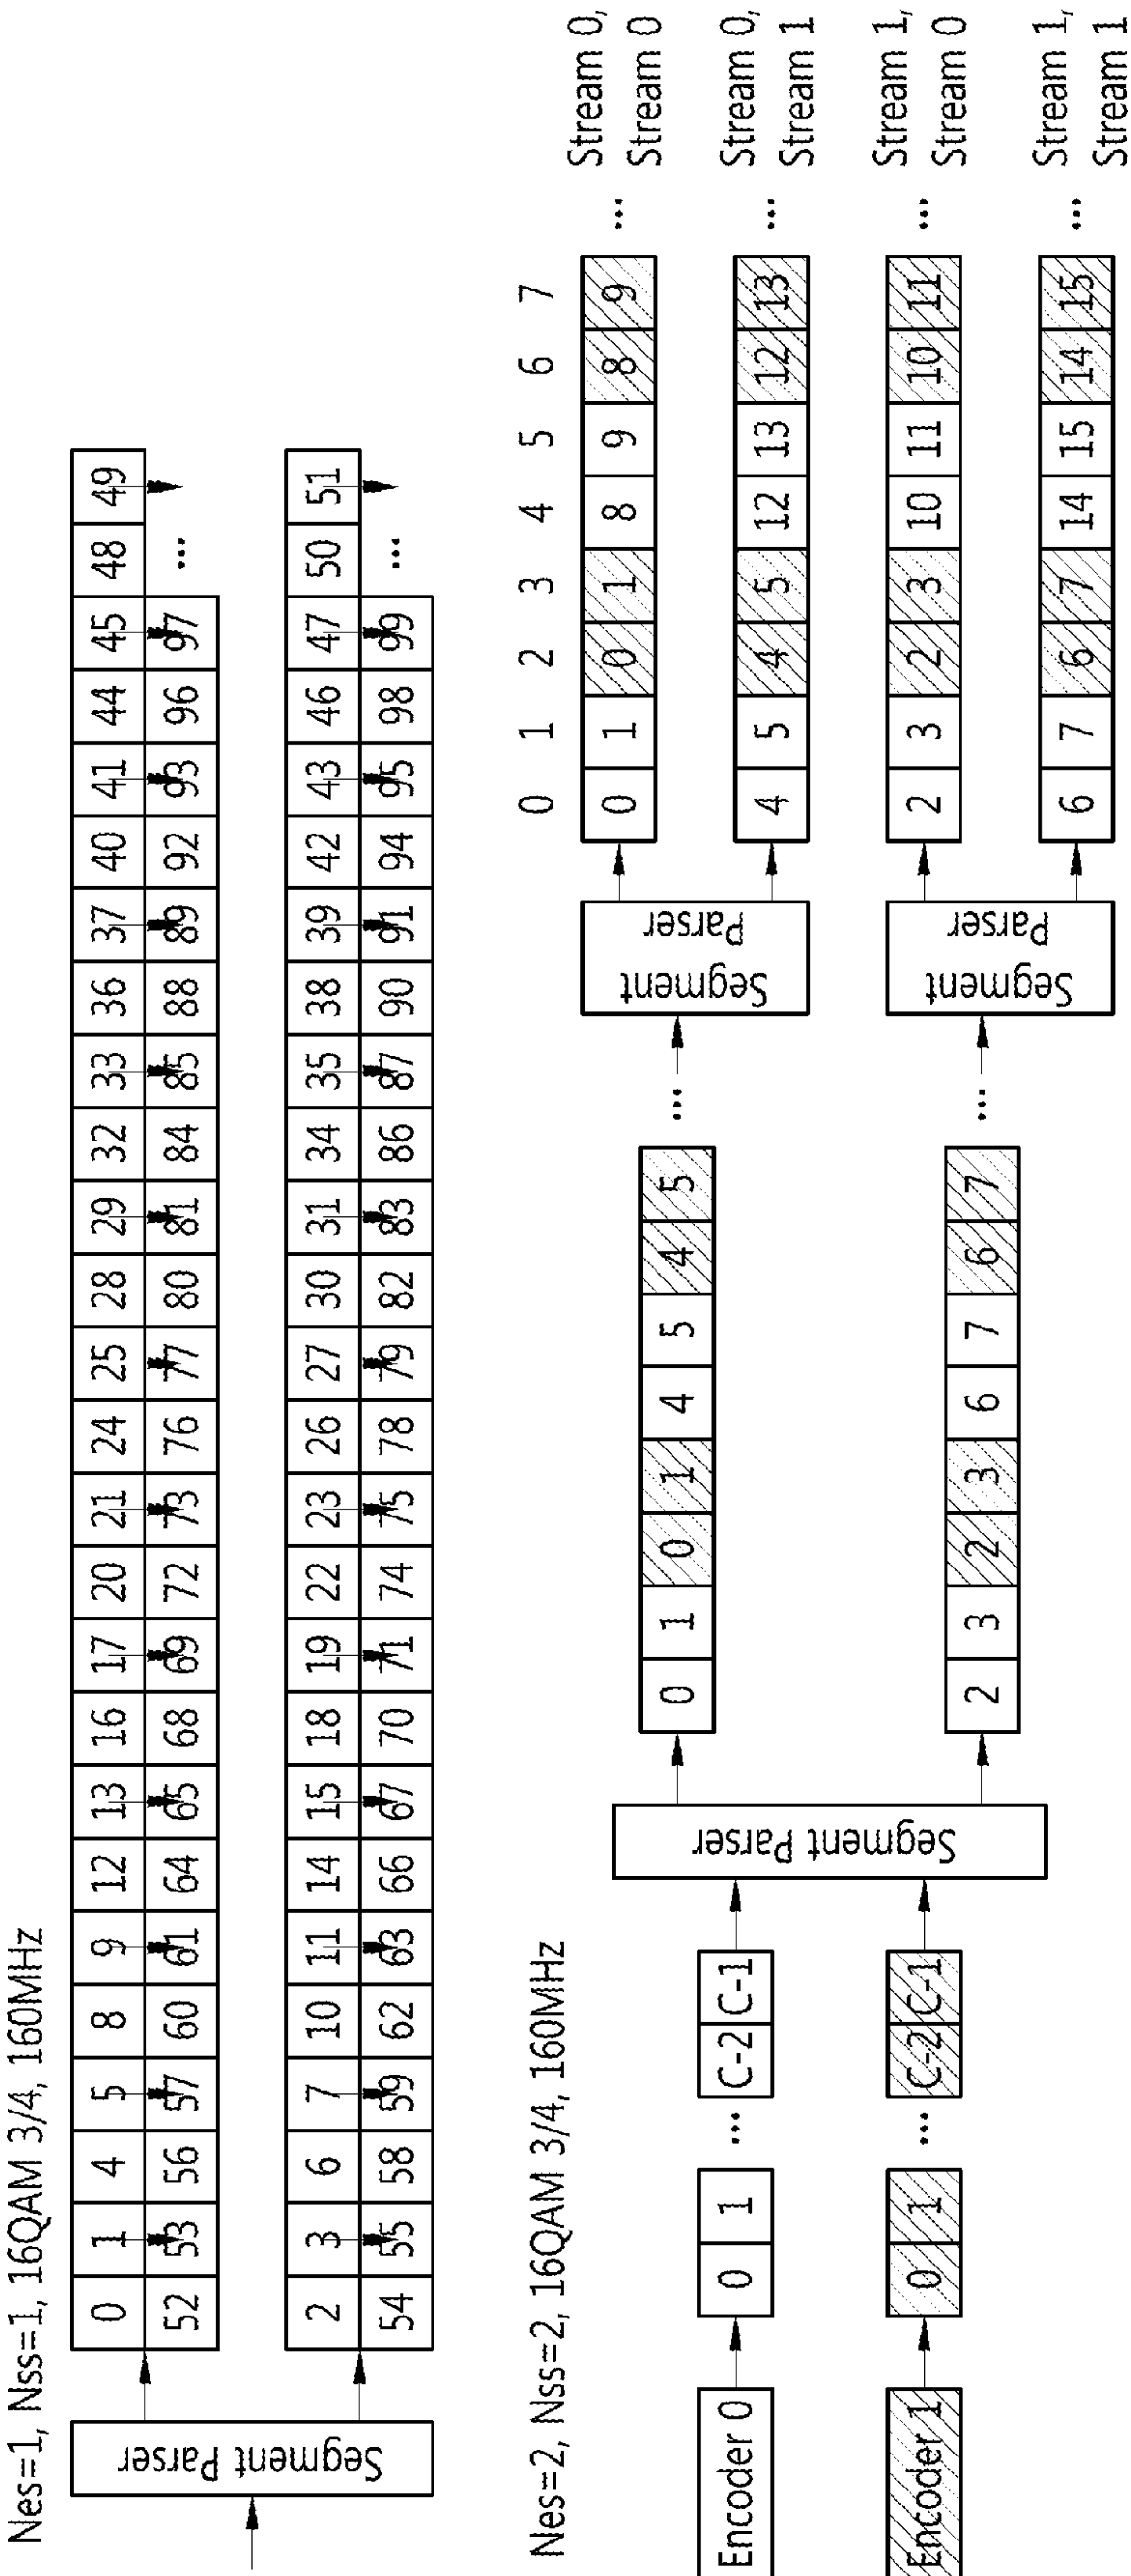 Nes=1, Nss=1, 16QAM 3/4, 160MHz
Segment Parser
0 1 4 5 8 9 12 13 16 17 20 21 24 25 28 29 32 33 36 37 40 41 44 45 48 49
52 53 56 57 60 61 64 65 68 69 72 73 76 77 80 81 84 85 88 89 92 93 96 97 ...
2 3 6 7 10 11 14 15 18 19 22 23 26 27 30 31 34 35 38 39 42 43 46 47 50 51
54 55 58 59 62 63 66 67 70 71 74 75 78 79 82 83 86 87 90 91 94 95 98 99 ...
Nes=2, Nss=2, 16QAM 3/4, 160MHz
Encoder 0
0 1 ... C-2 C-1
Encoder 1
0 1 ... C-2 C-1
Segment Parser
0 1 0 1 4 5 4 5 ...
2 3 2 3 6 7 6 7 ...
Segment
Parser
Segment
Parser
0 1 2 3 4 5 6 7
0 1 0 1 8 9 8 9 ...
Stream 0,
Stream 0
4 5 4 5 12 13 12 13 ...
Stream 0,
Stream 1
2 3 2 3 10 11 10 11 ...
Stream 1,
Stream 0
6 7 6 7 14 15 14 15 ...
Stream 1,
Stream 1